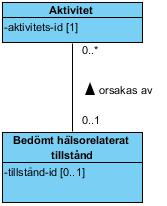 Aktivitet
-aktivitets-id [1]
0..*
orsakas av
0..1
Bedömt hälsorelaterat
tillstånd
-tillstånd-id [0..1]